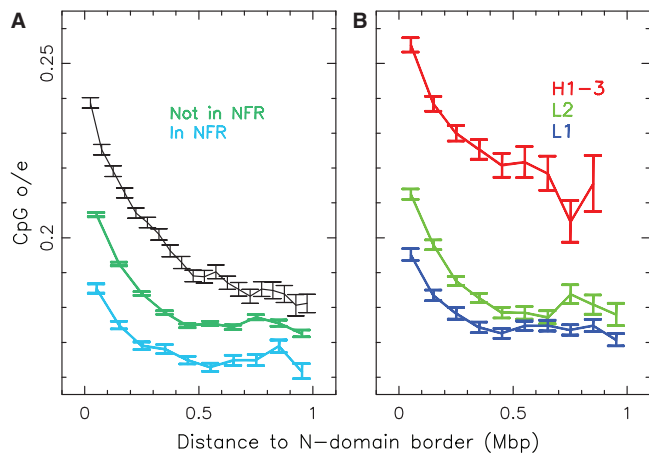 A
B
0.25
0.2
CpG o/e
Not in NFR
In NFR
H1-3
L2
L1
0
0.5
1
0
0.5
1
Distance to N-domain border (Mbp)